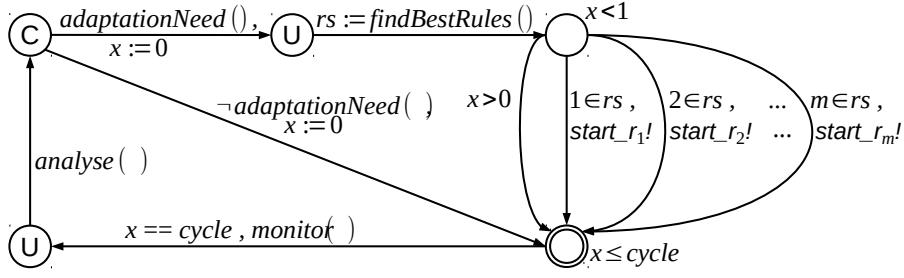 adaptationNeed(),
x:=0
rs:=findBestRules()
x<1
C
U
¬adaptationNeed( ),
x:=0
x>0
1∈rs,
start_r₁!
2∈rs,
start_r₂!
...
...
m∈rs,
start_rₘ!
analyse( )
U
x==cycle, monitor( )
x≤cycle